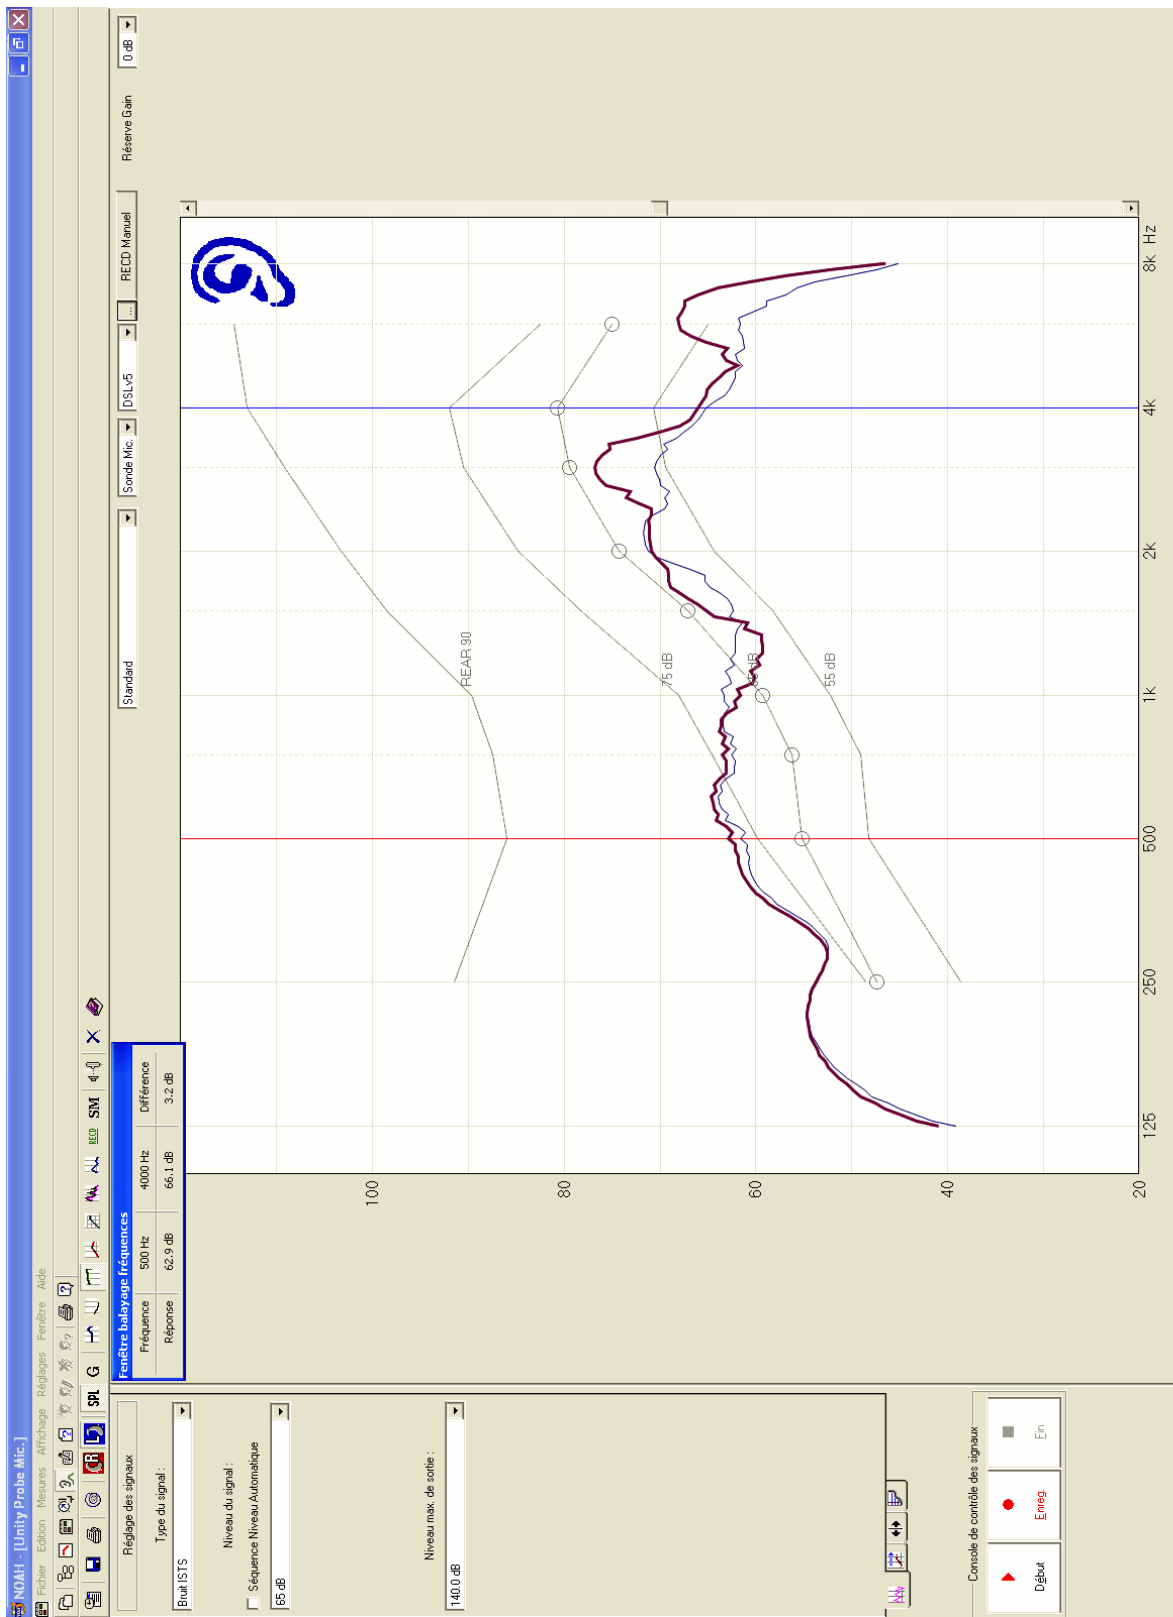 NOAH - [Unity Probe Mic.]
Fichier Edition Mesures Affichage Réglages Fenêtre Aide
SPL G RECD SM
Réglage des signaux
Type du signal :
Bruit ISTS
Niveau du signal :
Séquence Niveau Automatique
65 dB
Niveau max. de sortie :
140.0 dB
Console de contrôle des signaux
Début Enreg. Fin
Fenêtre balayage fréquences
Fréquence 500 Hz 4000 Hz Différence
Réponse 62.9 dB 66.1 dB 3.2 dB
Standard Sonde Mic. DSLv5 ... RECD Manuel Réserve Gain 0 dB
100
80
60
40
20
REAR 90
75 dB
55 dB
125 250 500 1K 2K 4K 8K Hz